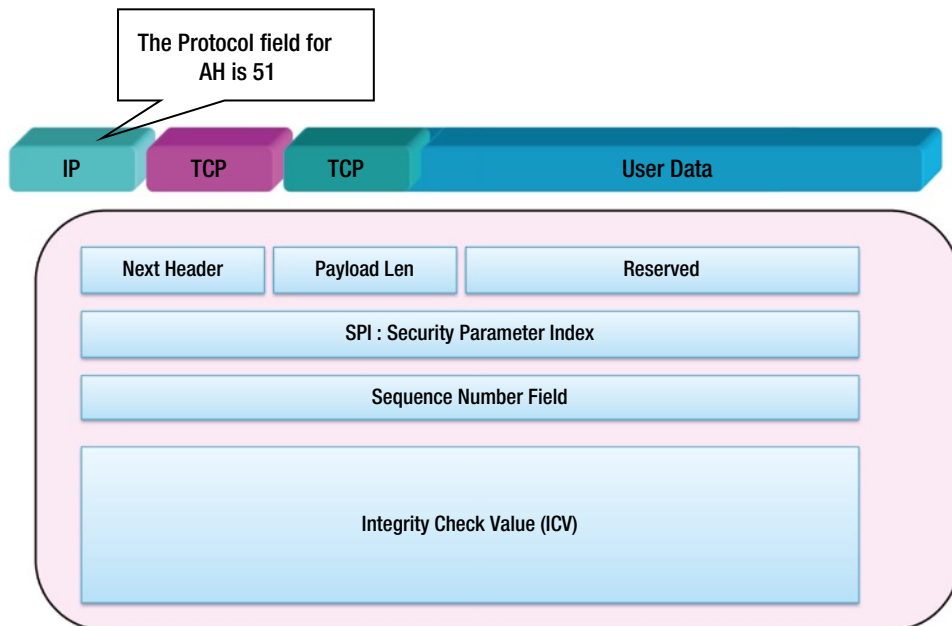 The Protocol field for
AH is 51
IP
TCP
TCP
User Data
Next Header
Payload Len
Reserved
SPI : Security Parameter Index
Sequence Number Field
Integrity Check Value (ICV)